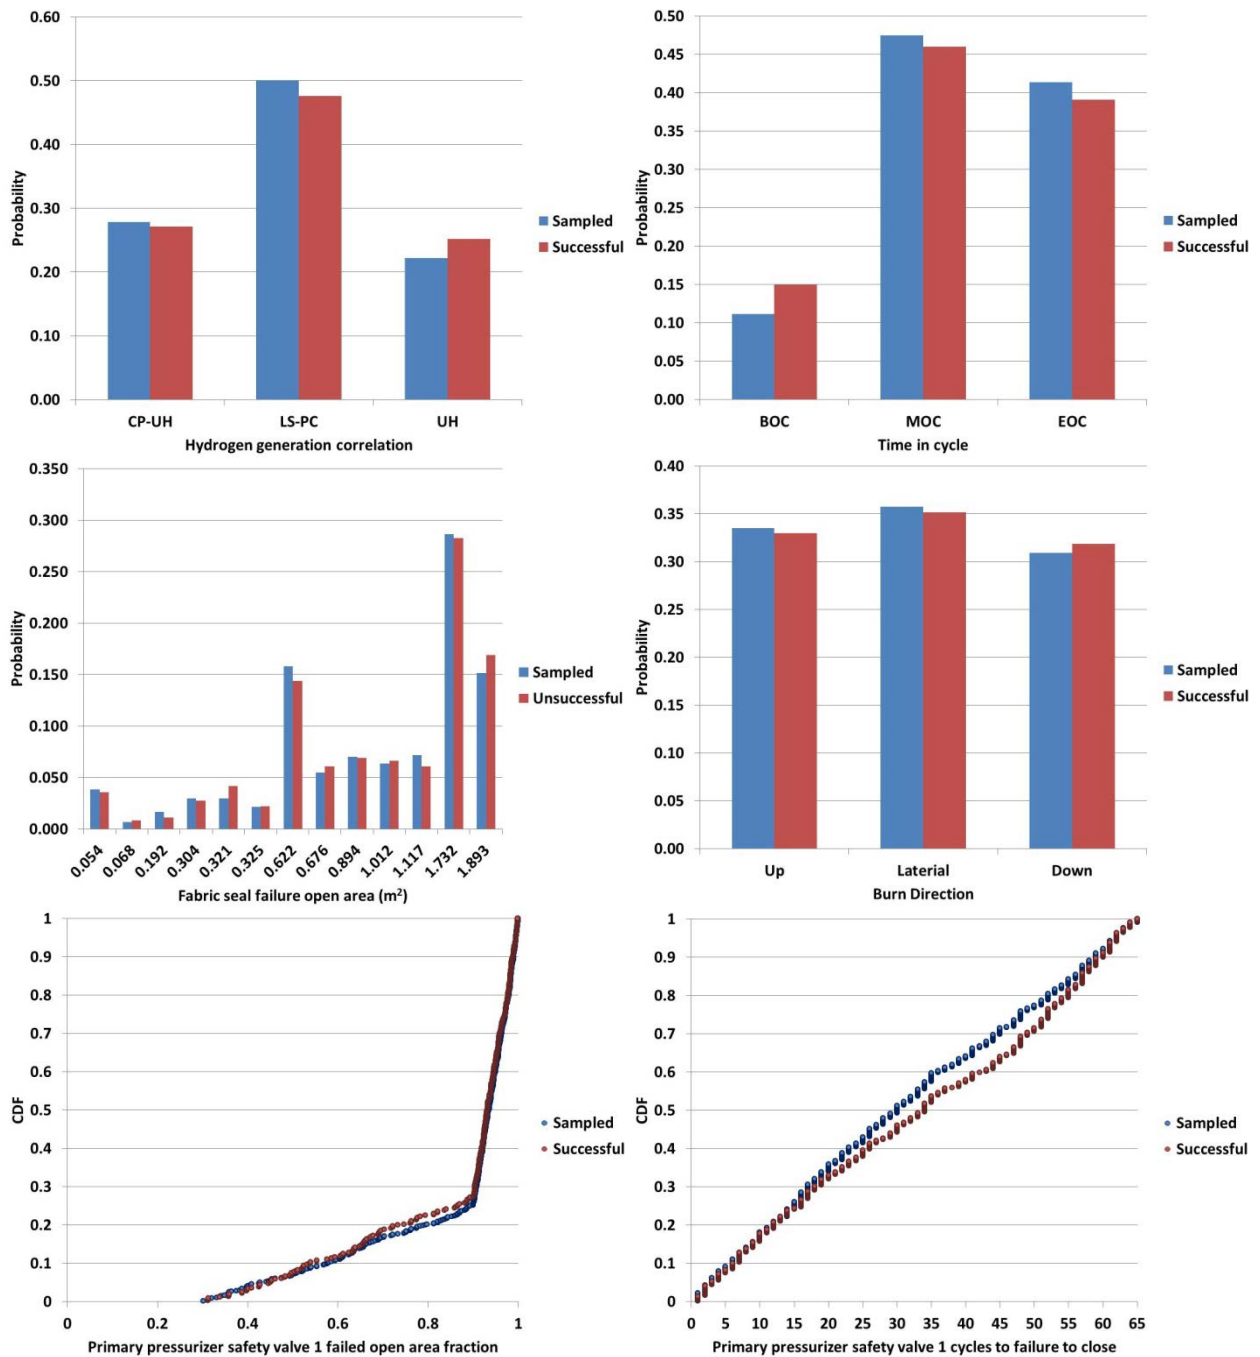 0.60
0.50
0.40
0.30
0.20
0.10
0.00
Probability
CP-UH LS-PC UH
Hydrogen generation correlation
Sampled
Successful
0.50
0.45
0.40
0.35
0.30
0.25
0.20
0.15
0.10
0.05
0.00
Probability
BOC MOC EOC
Time in cycle
Sampled
Successful
0.350
0.300
0.250
0.200
0.150
0.100
0.050
0.000
Probability
0.054 0.068 0.192 0.304 0.321 0.325 0.622 0.676 0.894 1.012 1.117 1.732 1.893
Fabric seal failure open area (m²)
Sampled
Unsuccessful
0.40
0.35
0.30
0.25
0.20
0.15
0.10
0.05
0.00
Probability
Up Laterial Down
Burn Direction
Sampled
Successful
1
0.9
0.8
0.7
0.6
0.5
0.4
0.3
0.2
0.1
0
CDF
0 0.2 0.4 0.6 0.8 1
Primary pressurizer safety valve 1 failed open area fraction
Sampled
Successful
1
0.9
0.8
0.7
0.6
0.5
0.4
0.3
0.2
0.1
0
CDF
0 5 10 15 20 25 30 35 40 45 50 55 60 65
Primary pressurizer safety valve 1 cycles to failure to close
Sampled
Successful